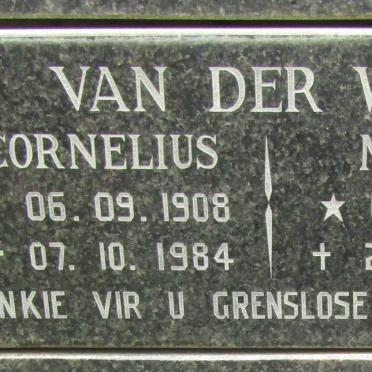 VAN DER
CORNELIUS
06.09.1908 ★
07.10.1984 †
VIR U GRENSLOSE